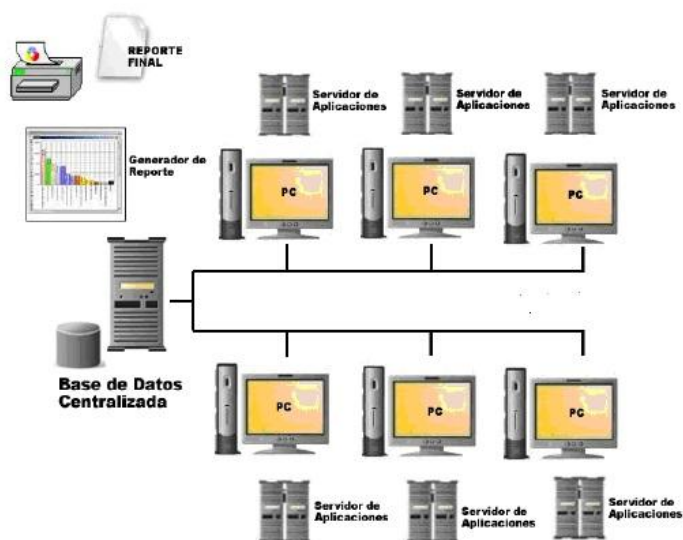 REPORTE
FINAL
Servidor de
Aplicaciones
Servidor de
Aplicaciones
Servidor de
Aplicaciones
Generador de
Reporte
PC
PC
PC
Base de Datos
Centralizada
PC
PC
PC
Servidor de
Aplicaciones
Servidor de
Aplicaciones
Servidor de
Aplicaciones